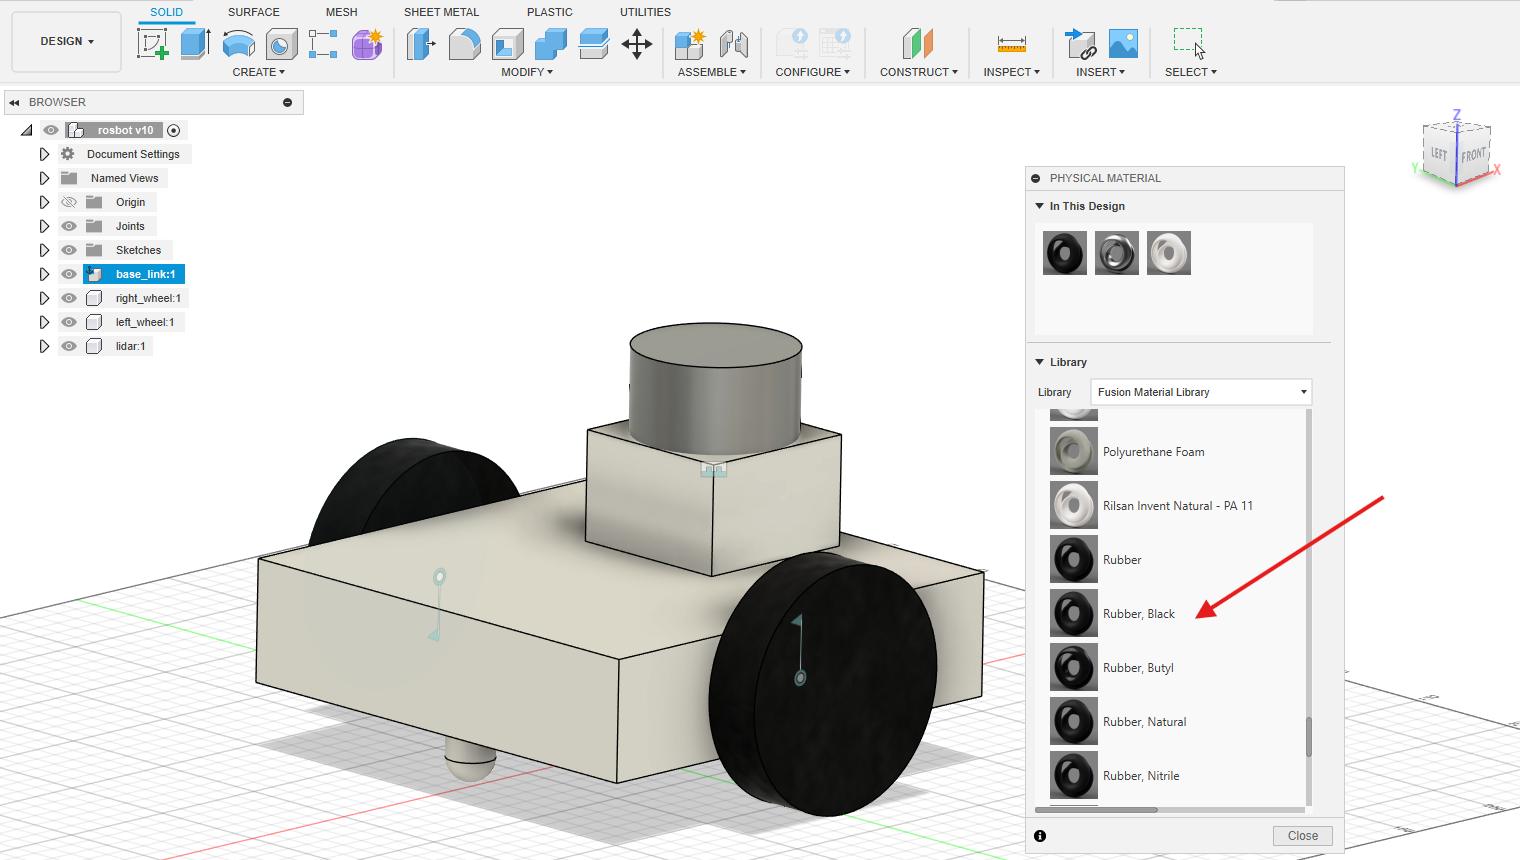 SOLID SURFACE MESH SHEET METAL PLASTIC UTILITIES
DESIGN
CREATE MODIFY ASSEMBLE CONFIGURE CONSTRUCT INSPECT INSERT SELECT
BROWSER
rosbot v10
Document Settings
Named Views
Origin
Joints
Sketches
base_link:1
right_wheel:1
left_wheel:1
lidar:1
Z
LEFT FRONT
Y X
PHYSICAL MATERIAL
In This Design
Library
Library Fusion Material Library
Polyurethane Foam
Rilsan Invent Natural - PA 11
Rubber
Rubber, Black
Rubber, Butyl
Rubber, Natural
Rubber, Nitrile
Close